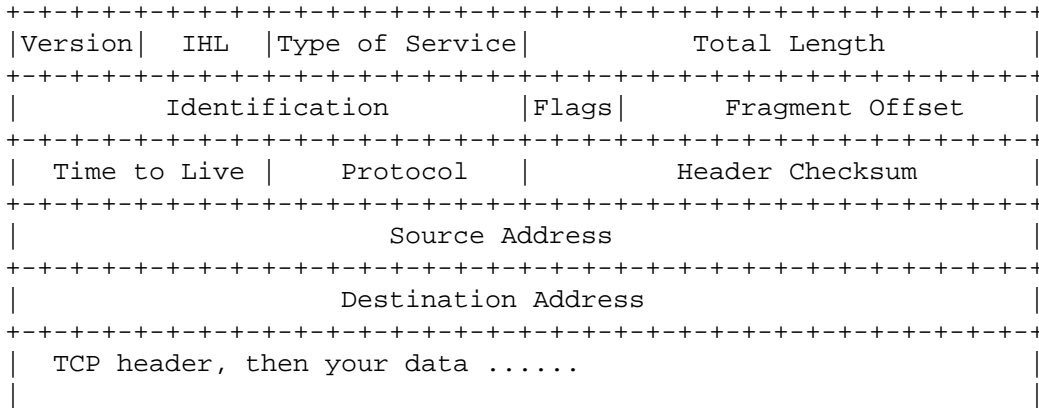 +-+-+-+-+-+-+-+-+-+-+-+-+-+-+-+-+-+-+-+-+-+-+-+-+-+-+-+-+-+-+-+-+
|Version|  IHL  |Type of Service|          Total Length         |
+-+-+-+-+-+-+-+-+-+-+-+-+-+-+-+-+-+-+-+-+-+-+-+-+-+-+-+-+-+-+-+-+
|         Identification        |Flags|      Fragment Offset    |
+-+-+-+-+-+-+-+-+-+-+-+-+-+-+-+-+-+-+-+-+-+-+-+-+-+-+-+-+-+-+-+-+
|  Time to Live |    Protocol   |         Header Checksum       |
+-+-+-+-+-+-+-+-+-+-+-+-+-+-+-+-+-+-+-+-+-+-+-+-+-+-+-+-+-+-+-+-+
|                       Source Address                          |
+-+-+-+-+-+-+-+-+-+-+-+-+-+-+-+-+-+-+-+-+-+-+-+-+-+-+-+-+-+-+-+-+
|                    Destination Address                        |
+-+-+-+-+-+-+-+-+-+-+-+-+-+-+-+-+-+-+-+-+-+-+-+-+-+-+-+-+-+-+-+-+
|  TCP header, then your data ......                            |
|                                                               |